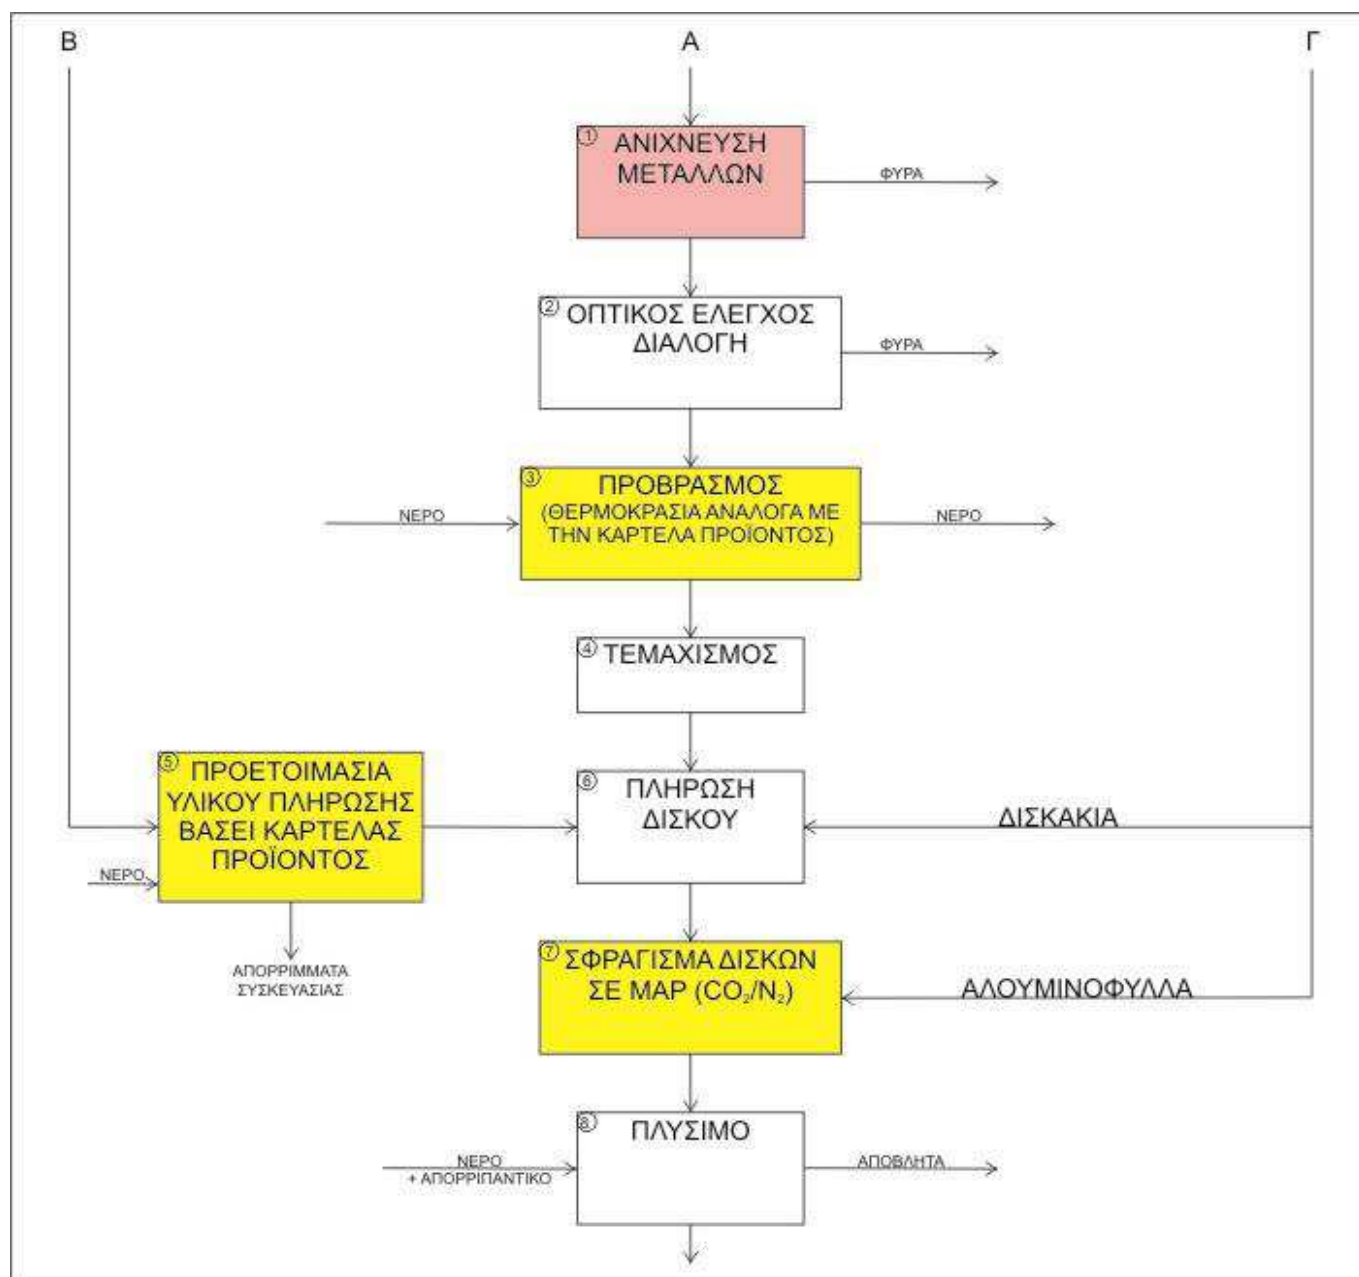 Β
Α
Γ
① ΑΝΙΧΝΕΥΣΗ
ΜΕΤΑΛΛΩΝ
ΦΥΡΑ
② ΟΠΤΙΚΟΣ ΕΛΕΓΧΟΣ
ΔΙΑΛΟΓΗ
ΦΥΡΑ
③ ΠΡΟΒΡΑΣΜΟΣ
(ΘΕΡΜΟΚΡΑΣΙΑ ΑΝΑΛΟΓΑ ΜΕ
ΤΗΝ ΚΑΡΤΕΛΑ ΠΡΟΪΟΝΤΟΣ)
ΝΕΡΟ
ΝΕΡΟ
④ ΤΕΜΑΧΙΣΜΟΣ
⑤ ΠΡΟΕΤΟΙΜΑΣΙΑ
ΥΛΙΚΟΥ ΠΛΗΡΩΣΗΣ
ΒΑΣΕΙ ΚΑΡΤΕΛΑΣ
ΠΡΟΪΟΝΤΟΣ
ΝΕΡΟ
ΑΠΟΡΡΙΜΜΑΤΑ
ΣΥΣΚΕΥΑΣΙΑΣ
⑥ ΠΛΗΡΩΣΗ
ΔΙΣΚΟΥ
ΔΙΣΚΑΚΙΑ
⑦ ΣΦΡΑΓΙΣΜΑ ΔΙΣΚΩΝ
ΣΕ MAP (CO₂/N₂)
ΑΛΟΥΜΙΝΟΦΥΛΛΑ
⑧ ΠΛΥΣΙΜΟ
ΝΕΡΟ
+ ΑΠΟΡΡΙΠΑΝΤΙΚΟ
ΑΠΟΒΛΗΤΑ